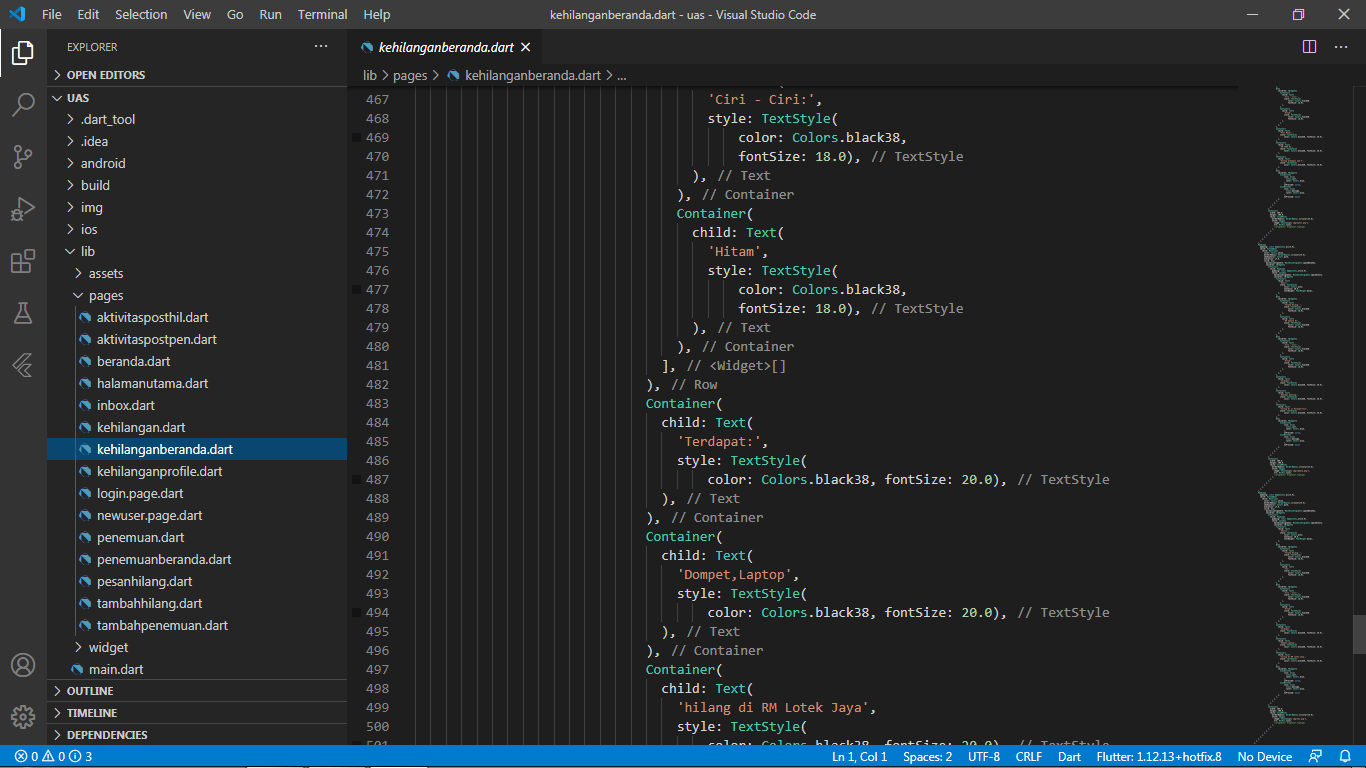 File Edit Selection View Go Run Terminal Help
kehilanganberanda.dart - uas - Visual Studio Code
EXPLORER
OPEN EDITORS
UAS
.dart_tool
.idea
android
build
img
ios
lib
assets
pages
aktivitasposthil.dart
aktivitaspostpen.dart
beranda.dart
halamanutama.dart
inbox.dart
kehilangan.dart
kehilanganberanda.dart
kehilanganprofile.dart
login.page.dart
newuser.page.dart
penemuan.dart
penemuanberanda.dart
pesanhilang.dart
tambahhilang.dart
tambahpenemuan.dart
widget
main.dart
OUTLINE
TIMELINE
DEPENDENCIES
kehilanganberanda.dart
lib > pages > kehilanganberanda.dart > ...
467 'Ciri - Ciri:',
468 style: TextStyle(
469 color: Colors.black38,
470 fontSize: 18.0), // TextStyle
471 ), // Text
472 ), // Container
473 Container(
474 child: Text(
475 'Hitam',
476 style: TextStyle(
477 color: Colors.black38,
478 fontSize: 18.0), // TextStyle
479 ), // Text
480 ), // Container
481 ], // <Widget>[]
482 ), // Row
483 Container(
484 child: Text(
485 'Terdapat:',
486 style: TextStyle(
487 color: Colors.black38, fontSize: 20.0), // TextStyle
488 ), // Text
489 ), // Container
490 Container(
491 child: Text(
492 'Dompet,Laptop',
493 style: TextStyle(
494 color: Colors.black38, fontSize: 20.0), // TextStyle
495 ), // Text
496 ), // Container
497 Container(
498 child: Text(
499 'hilang di RM Lotek Jaya',
500 style: TextStyle(
501 color: Colors.black38, fontSize: 20.0), // TextStyle
0 0 3
Ln 1, Col 1 Spaces: 2 UTF-8 CRLF Dart Flutter: 1.12.13+hotfix.8 No Device